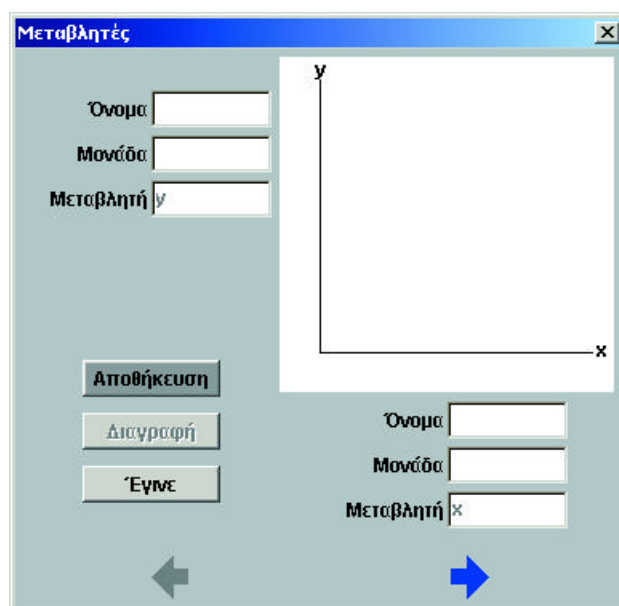 Μεταβλητές
y
Όνομα
Μονάδα
Μεταβλητή y
x
Αποθήκευση
Διαγραφή
Έγινε
Όνομα
Μονάδα
Μεταβλητή x